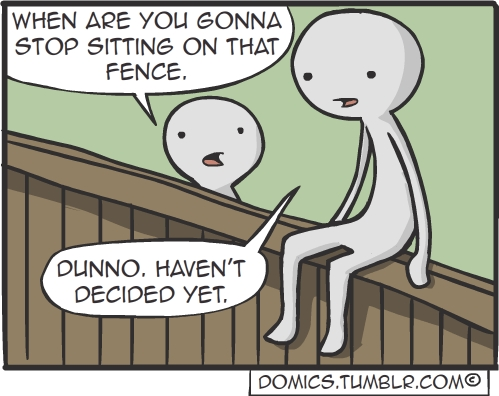 WHEN ARE YOU GONNA
STOP SITTING ON THAT
FENCE.
DUNNO. HAVEN'T
DECIDED YET.
DOMICS.TUMBLR.COM©